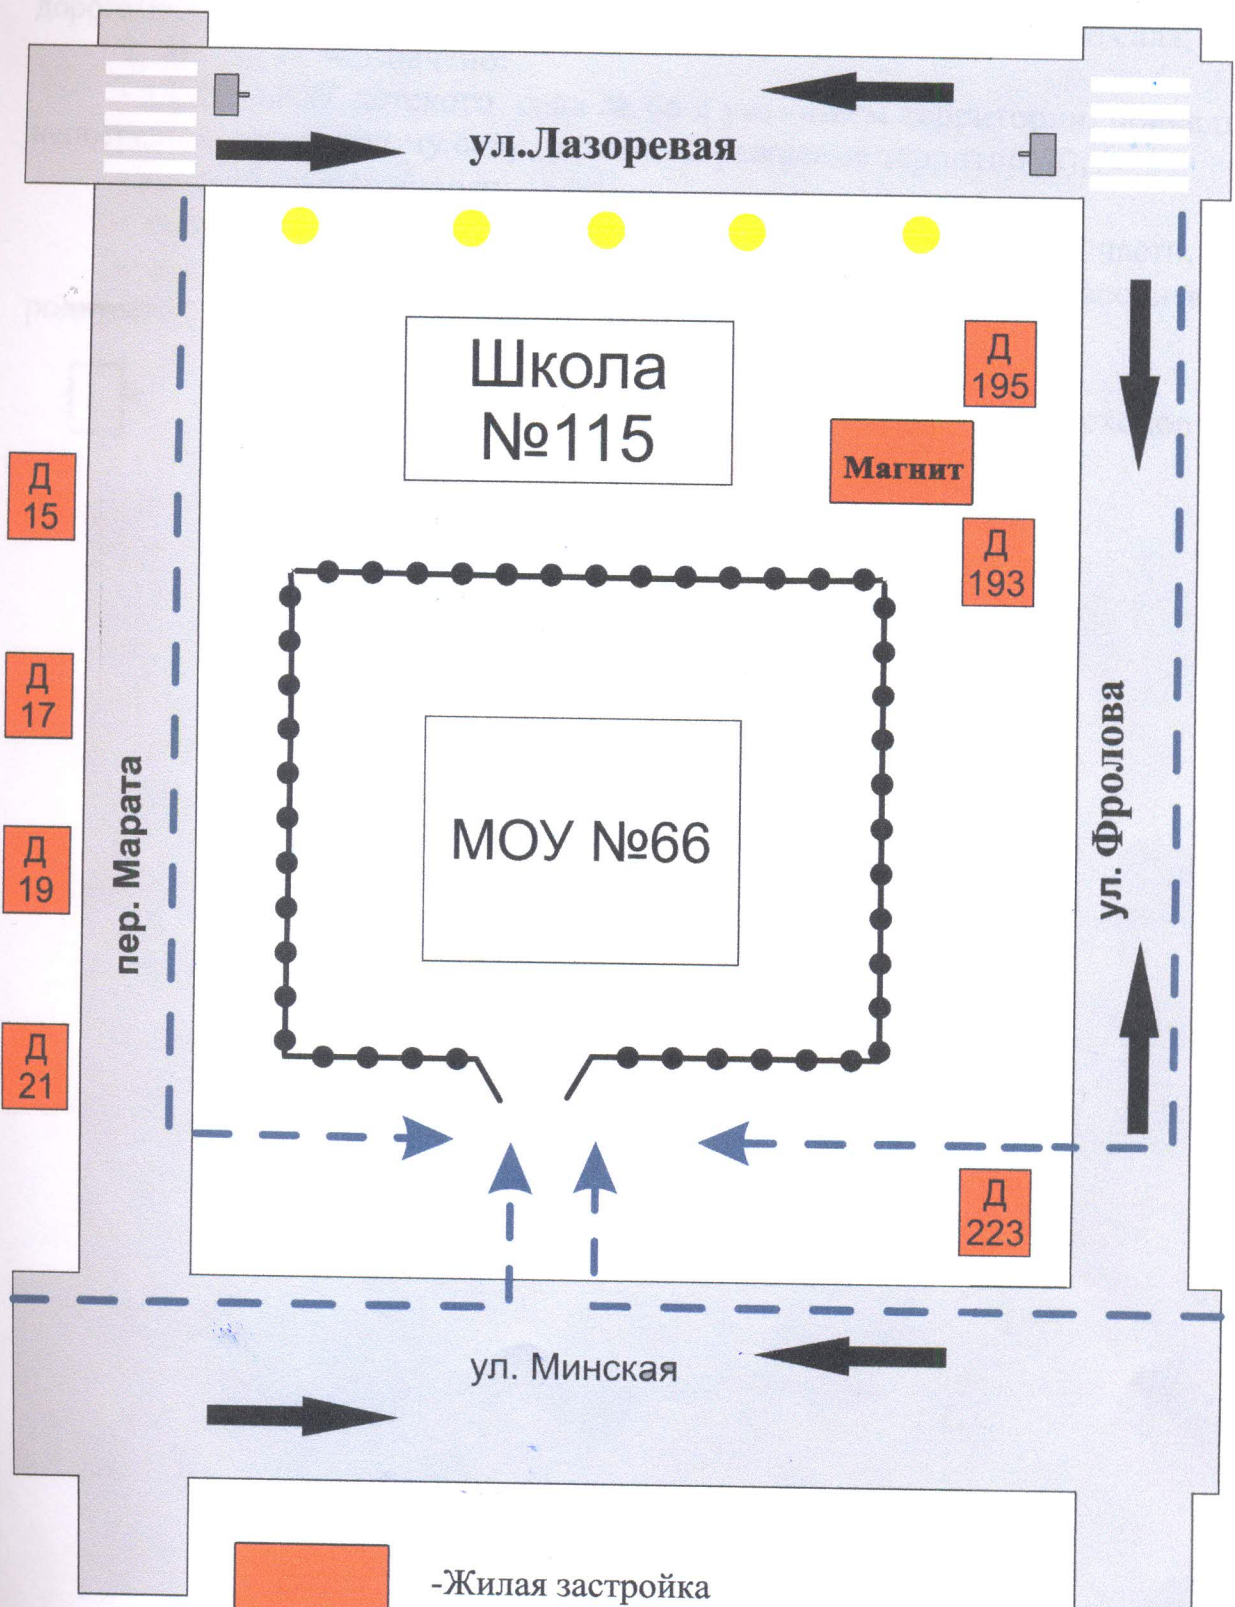 ул.Лазоревая
Школа
№115
Д
195
Магнит
Д
193
Д
15
Д
17
Д
19
Д
21
пер. Марата
МОУ №66
ул. Фролова
Д
223
ул. Минская
-Жилая застройка